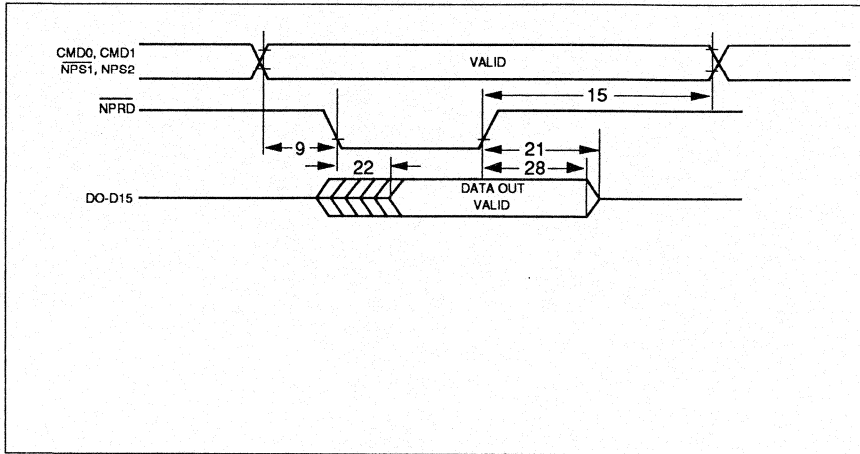 CMD0, CMD1
NPS1, NPS2
VALID
15
NPRD
9
21
22
28
DO-D15
DATA OUT
VALID